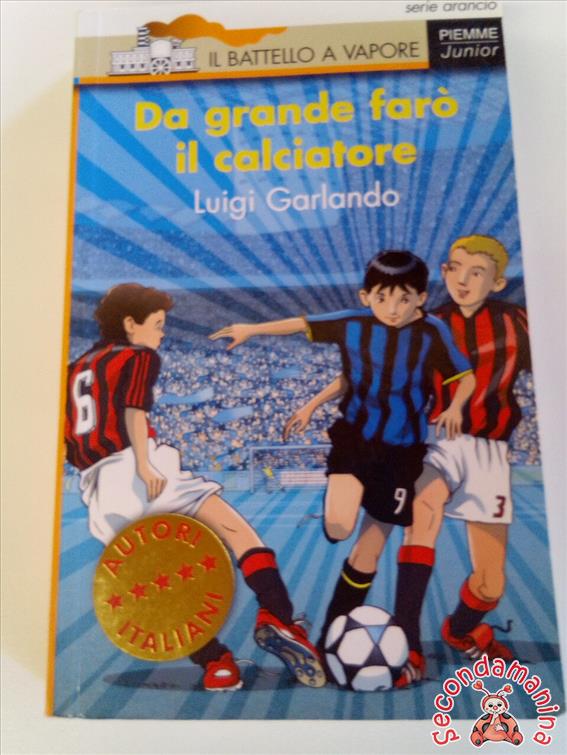 serie arancio
IL BATTELLO A VAPORE
PIEMME
Junior
Da grande farò
il calciatore
Luigi Garlando
6
9
3
AUTORI
ITALIANI
Secondamanina